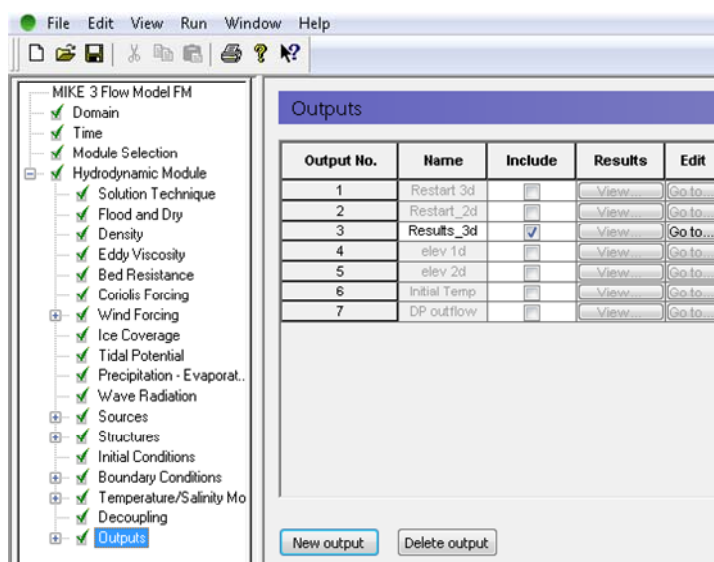 File Edit View Run Window Help
MIKE 3 Flow Model FM
Domain
Time
Module Selection
Hydrodynamic Module
Solution Technique
Flood and Dry
Density
Eddy Viscosity
Bed Resistance
Coriolis Forcing
Wind Forcing
Ice Coverage
Tidal Potential
Precipitation - Evaporat..
Wave Radiation
Sources
Structures
Initial Conditions
Boundary Conditions
Temperature/Salinity Mo
Decoupling
Outputs
Outputs
Output No. Name Include Results Edit
1 Restart 3d View... Go to...
2 Restart_2d View... Go to...
3 Results_3d View... Go to...
4 elev 1d View... Go to...
5 elev 2d View... Go to...
6 Initial Temp View... Go to...
7 DP outflow View... Go to...
New output Delete output